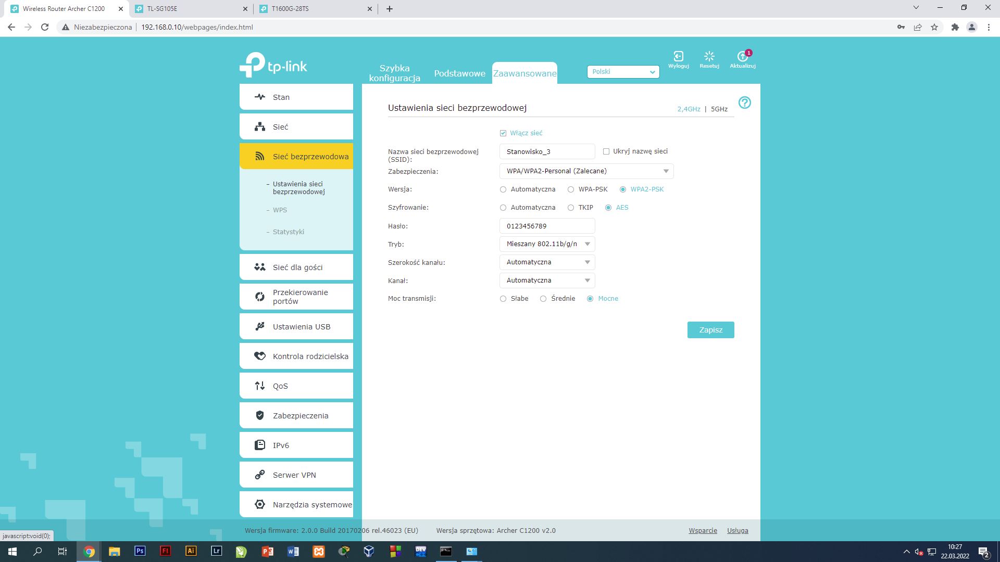 Wireless Router Archer C1200
TL-SG105E
T1600G-28TS
Niezabezpieczona
192.168.0.10/webpages/index.html
tp-link
Szybka
konfiguracja
Podstawowe
Zaawansowane
Polski
Wyloguj
Resetuj
Aktualizuj
1
Stan
Sieć
Sieć bezprzewodowa
- Ustawienia sieci
bezprzewodowej
- WPS
- Statystyki
Sieć dla gości
Przekierowanie
portów
Ustawienia USB
Kontrola rodzicielska
QoS
Zabezpieczenia
IPv6
Serwer VPN
Narzędzia systemowe
Ustawienia sieci bezprzewodowej
2,4GHz | 5GHz
?
Włącz sieć
Nazwa sieci bezprzewodowej
(SSID):
Stanowisko_3
Ukryj nazwę sieci
Zabezpieczenia:
WPA/WPA2-Personal (Zalecane)
Wersja:
Automatyczna
WPA-PSK
WPA2-PSK
Szyfrowanie:
Automatyczna
TKIP
AES
Hasło:
0123456789
Tryb:
Mieszany 802.11b/g/n
Szerokość kanału:
Automatyczna
Kanał:
Automatyczna
Moc transmisji:
Słabe
Średnie
Mocne
Zapisz
Wersja firmware: 2.0.0 Build 20170206 rel.46023 (EU)
Wersja sprzętowa: Archer C1200 v2.0
Wsparcie
Usługa
javascript:void(0);
Ps
Fl
Ai
Lr
DEV
10:27
22.03.2022
2